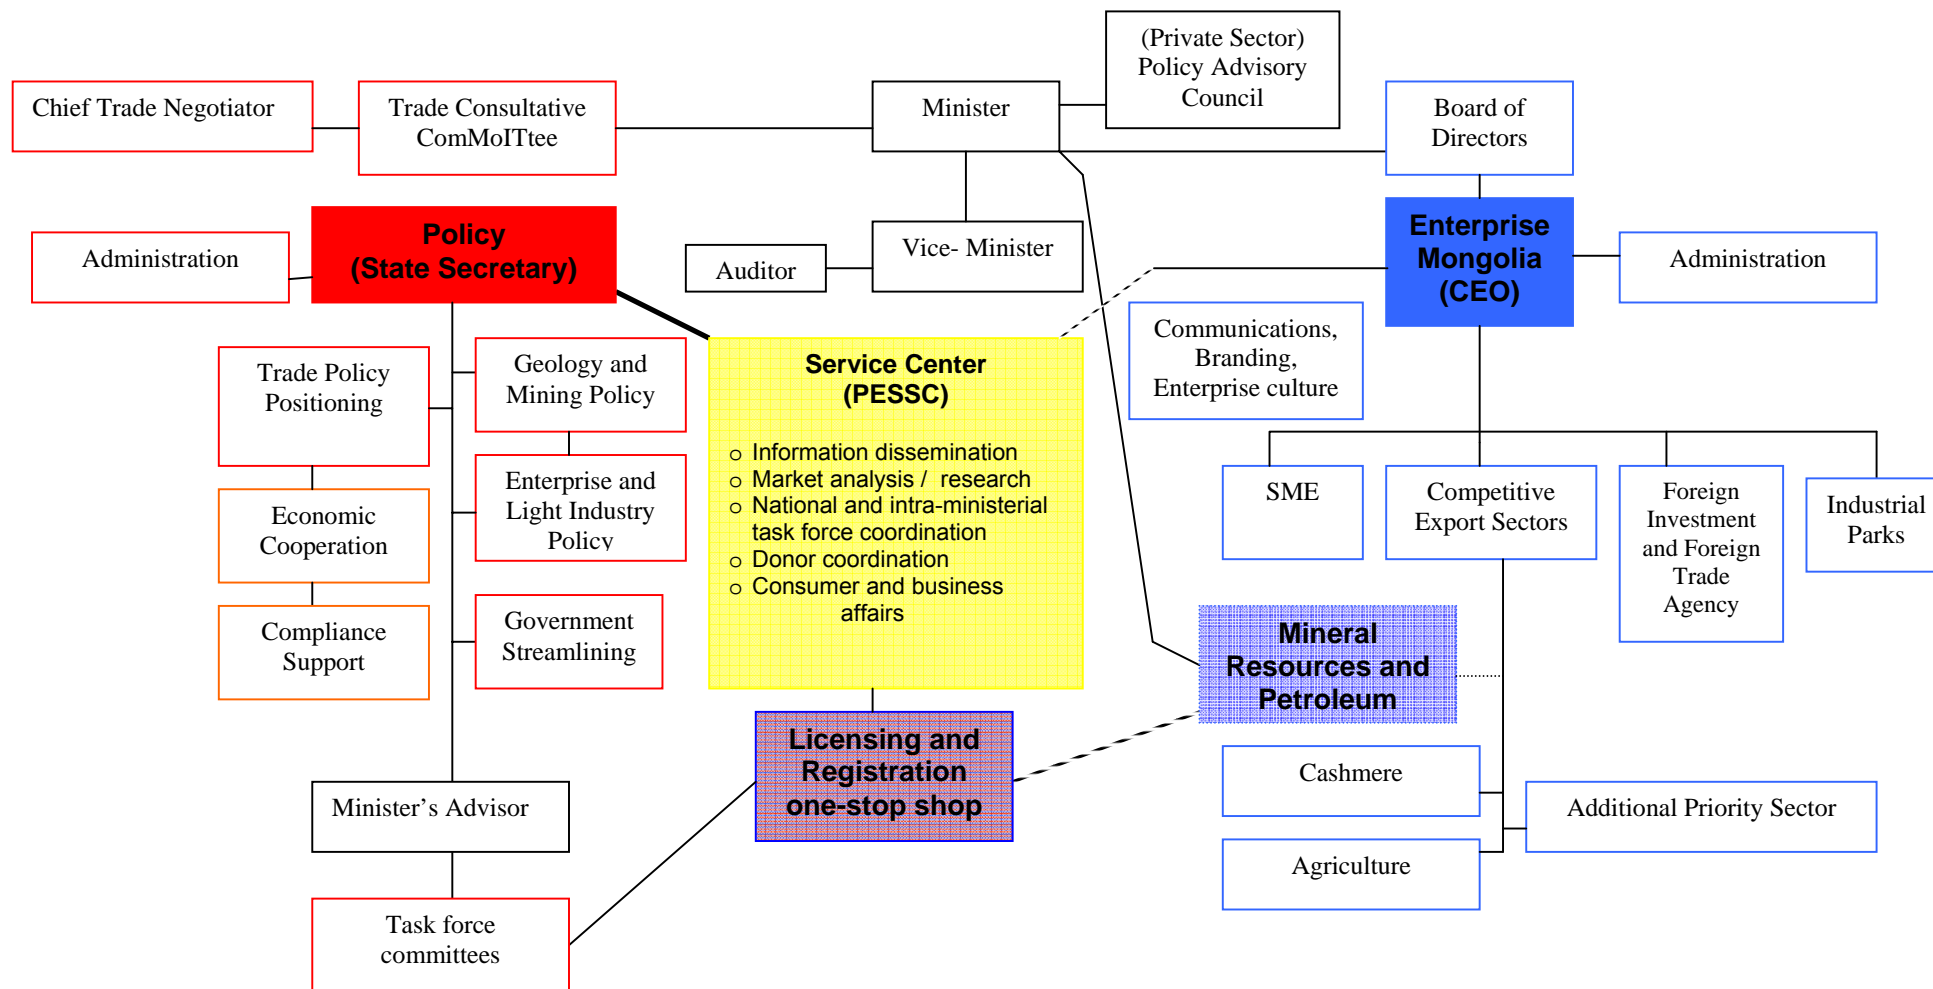 (Private Sector)
Policy Advisory
Council
Chief Trade Negotiator
Trade Consultative
ComMoITtee
Minister
Board of
Directors
Policy
(State Secretary)
Administration
Auditor
Vice- Minister
Enterprise
Mongolia
(CEO)
Administration
Communications,
Branding,
Enterprise culture
Trade Policy
Positioning
Geology and
Mining Policy
Service Center
(PESSC)
o Information dissemination
o Market analysis / research
o National and intra-ministerial
task force coordination
o Donor coordination
o Consumer and business
affairs
Enterprise and
Light Industry
Policy
Economic
Cooperation
SME
Competitive
Export Sectors
Foreign
Investment
and Foreign
Trade
Agency
Industrial
Parks
Compliance
Support
Government
Streamlining
Mineral
Resources and
Petroleum
Licensing and
Registration
one-stop shop
Cashmere
Additional Priority Sector
Minister’s Advisor
Agriculture
Task force
committees